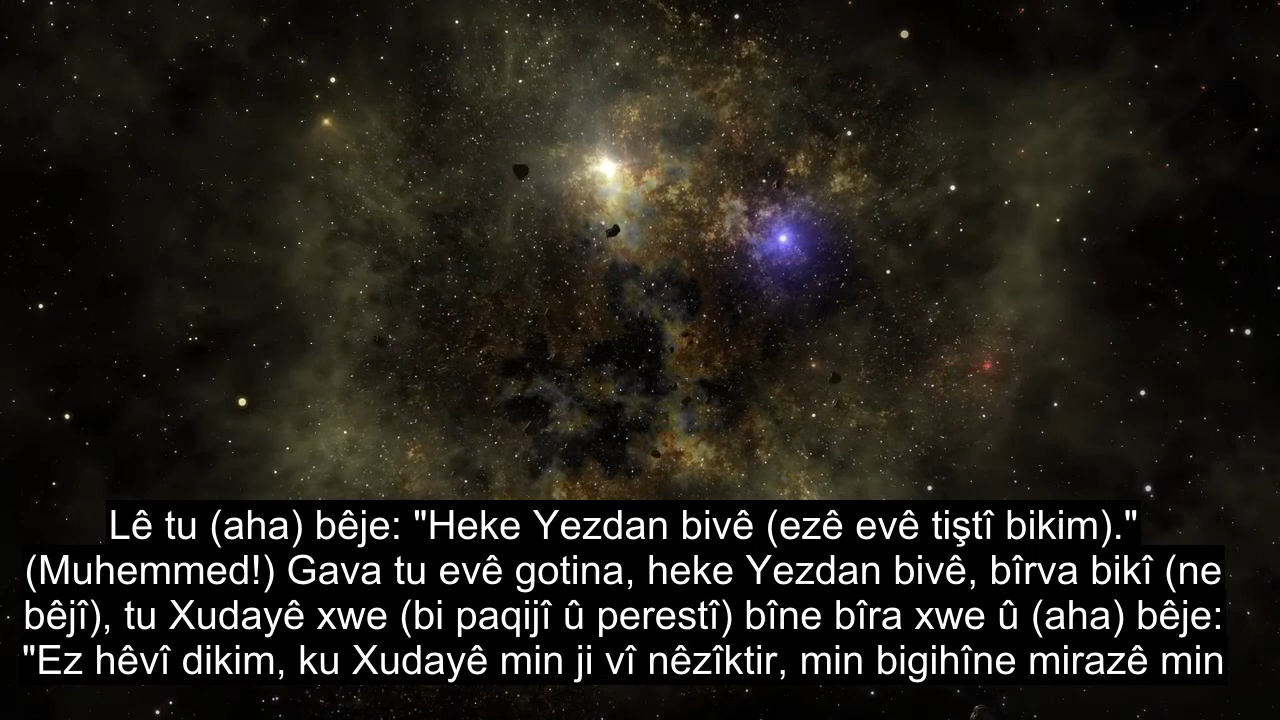 Lê tu (aha) bêje: "Heke Yezdan bivê (ezê evê tiştî bikim)."
(Muhemmed!) Gava tu evê gotina, heke Yezdan bivê, bîrva bikî (ne
bêjî), tu Xudayê xwe (bi paqijî û perestî) bîne bîra xwe û (aha) bêje:
"Ez hêvî dikim, ku Xudayê min ji vî nêzîktir, min bigihîne mirazê min